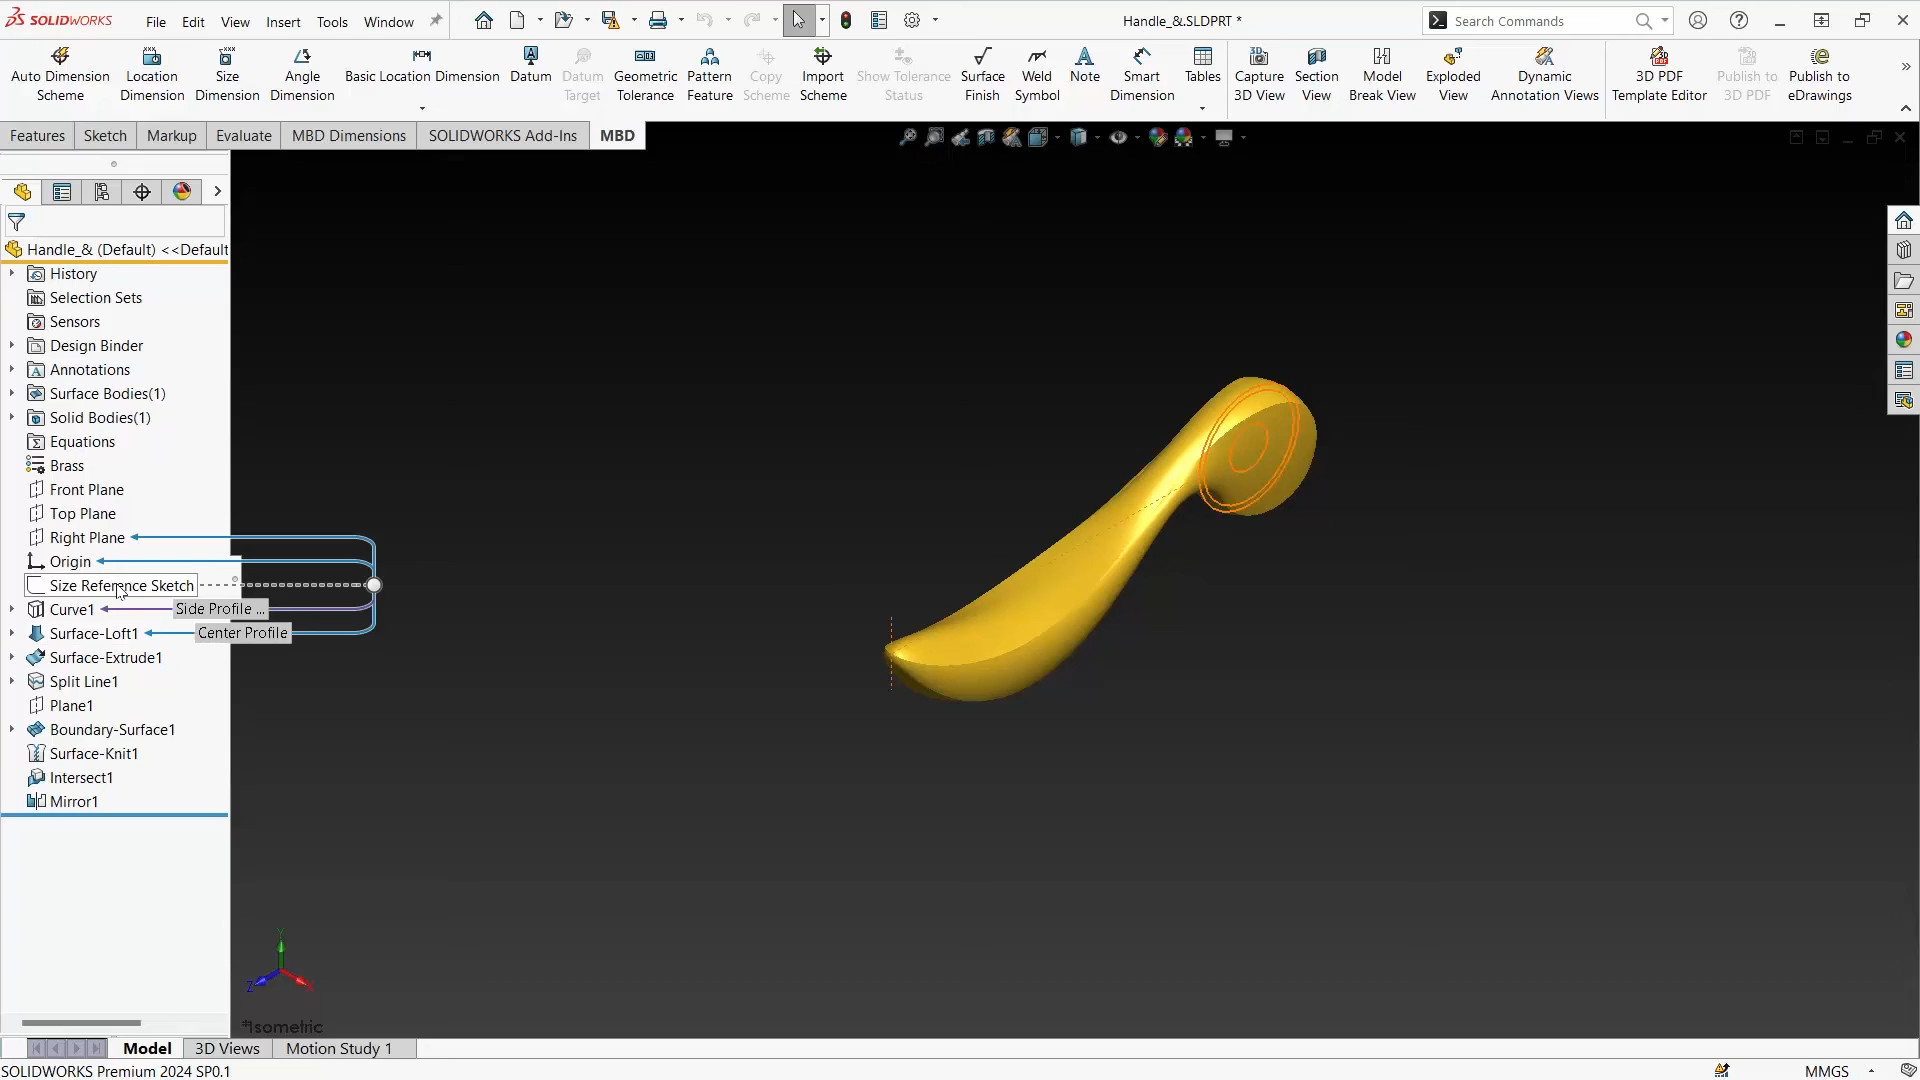 SOLIDWORKS File Edit View Insert Tools Window Handle_&.SLDPRT * Search Commands
Auto Dimension Scheme
Location Dimension
Size Dimension
Angle Dimension
Basic Location Dimension
Datum
Datum Target
Geometric Tolerance
Pattern Feature
Copy Scheme
Import Scheme
Show Tolerance Status
Surface Finish
Weld Symbol
Note
Smart Dimension
Tables
Capture 3D View
Section View
Model Break View
Exploded View
Dynamic Annotation Views
3D PDF Template Editor
Publish to 3D PDF
Publish to eDrawings
Features Sketch Markup Evaluate MBD Dimensions SOLIDWORKS Add-Ins MBD
Handle_& (Default) <<Default
History
Selection Sets
Sensors
Design Binder
Annotations
Surface Bodies(1)
Solid Bodies(1)
Equations
Brass
Front Plane
Top Plane
Right Plane
Origin
Size Reference Sketch
Curve1 Side Profile ...
Surface-Loft1 Center Profile
Surface-Extrude1
Split Line1
Plane1
Boundary-Surface1
Surface-Knit1
Intersect1
Mirror1
Y
Z X
*Isometric
Model 3D Views Motion Study 1
SOLIDWORKS Premium 2024 SP0.1 MMGS